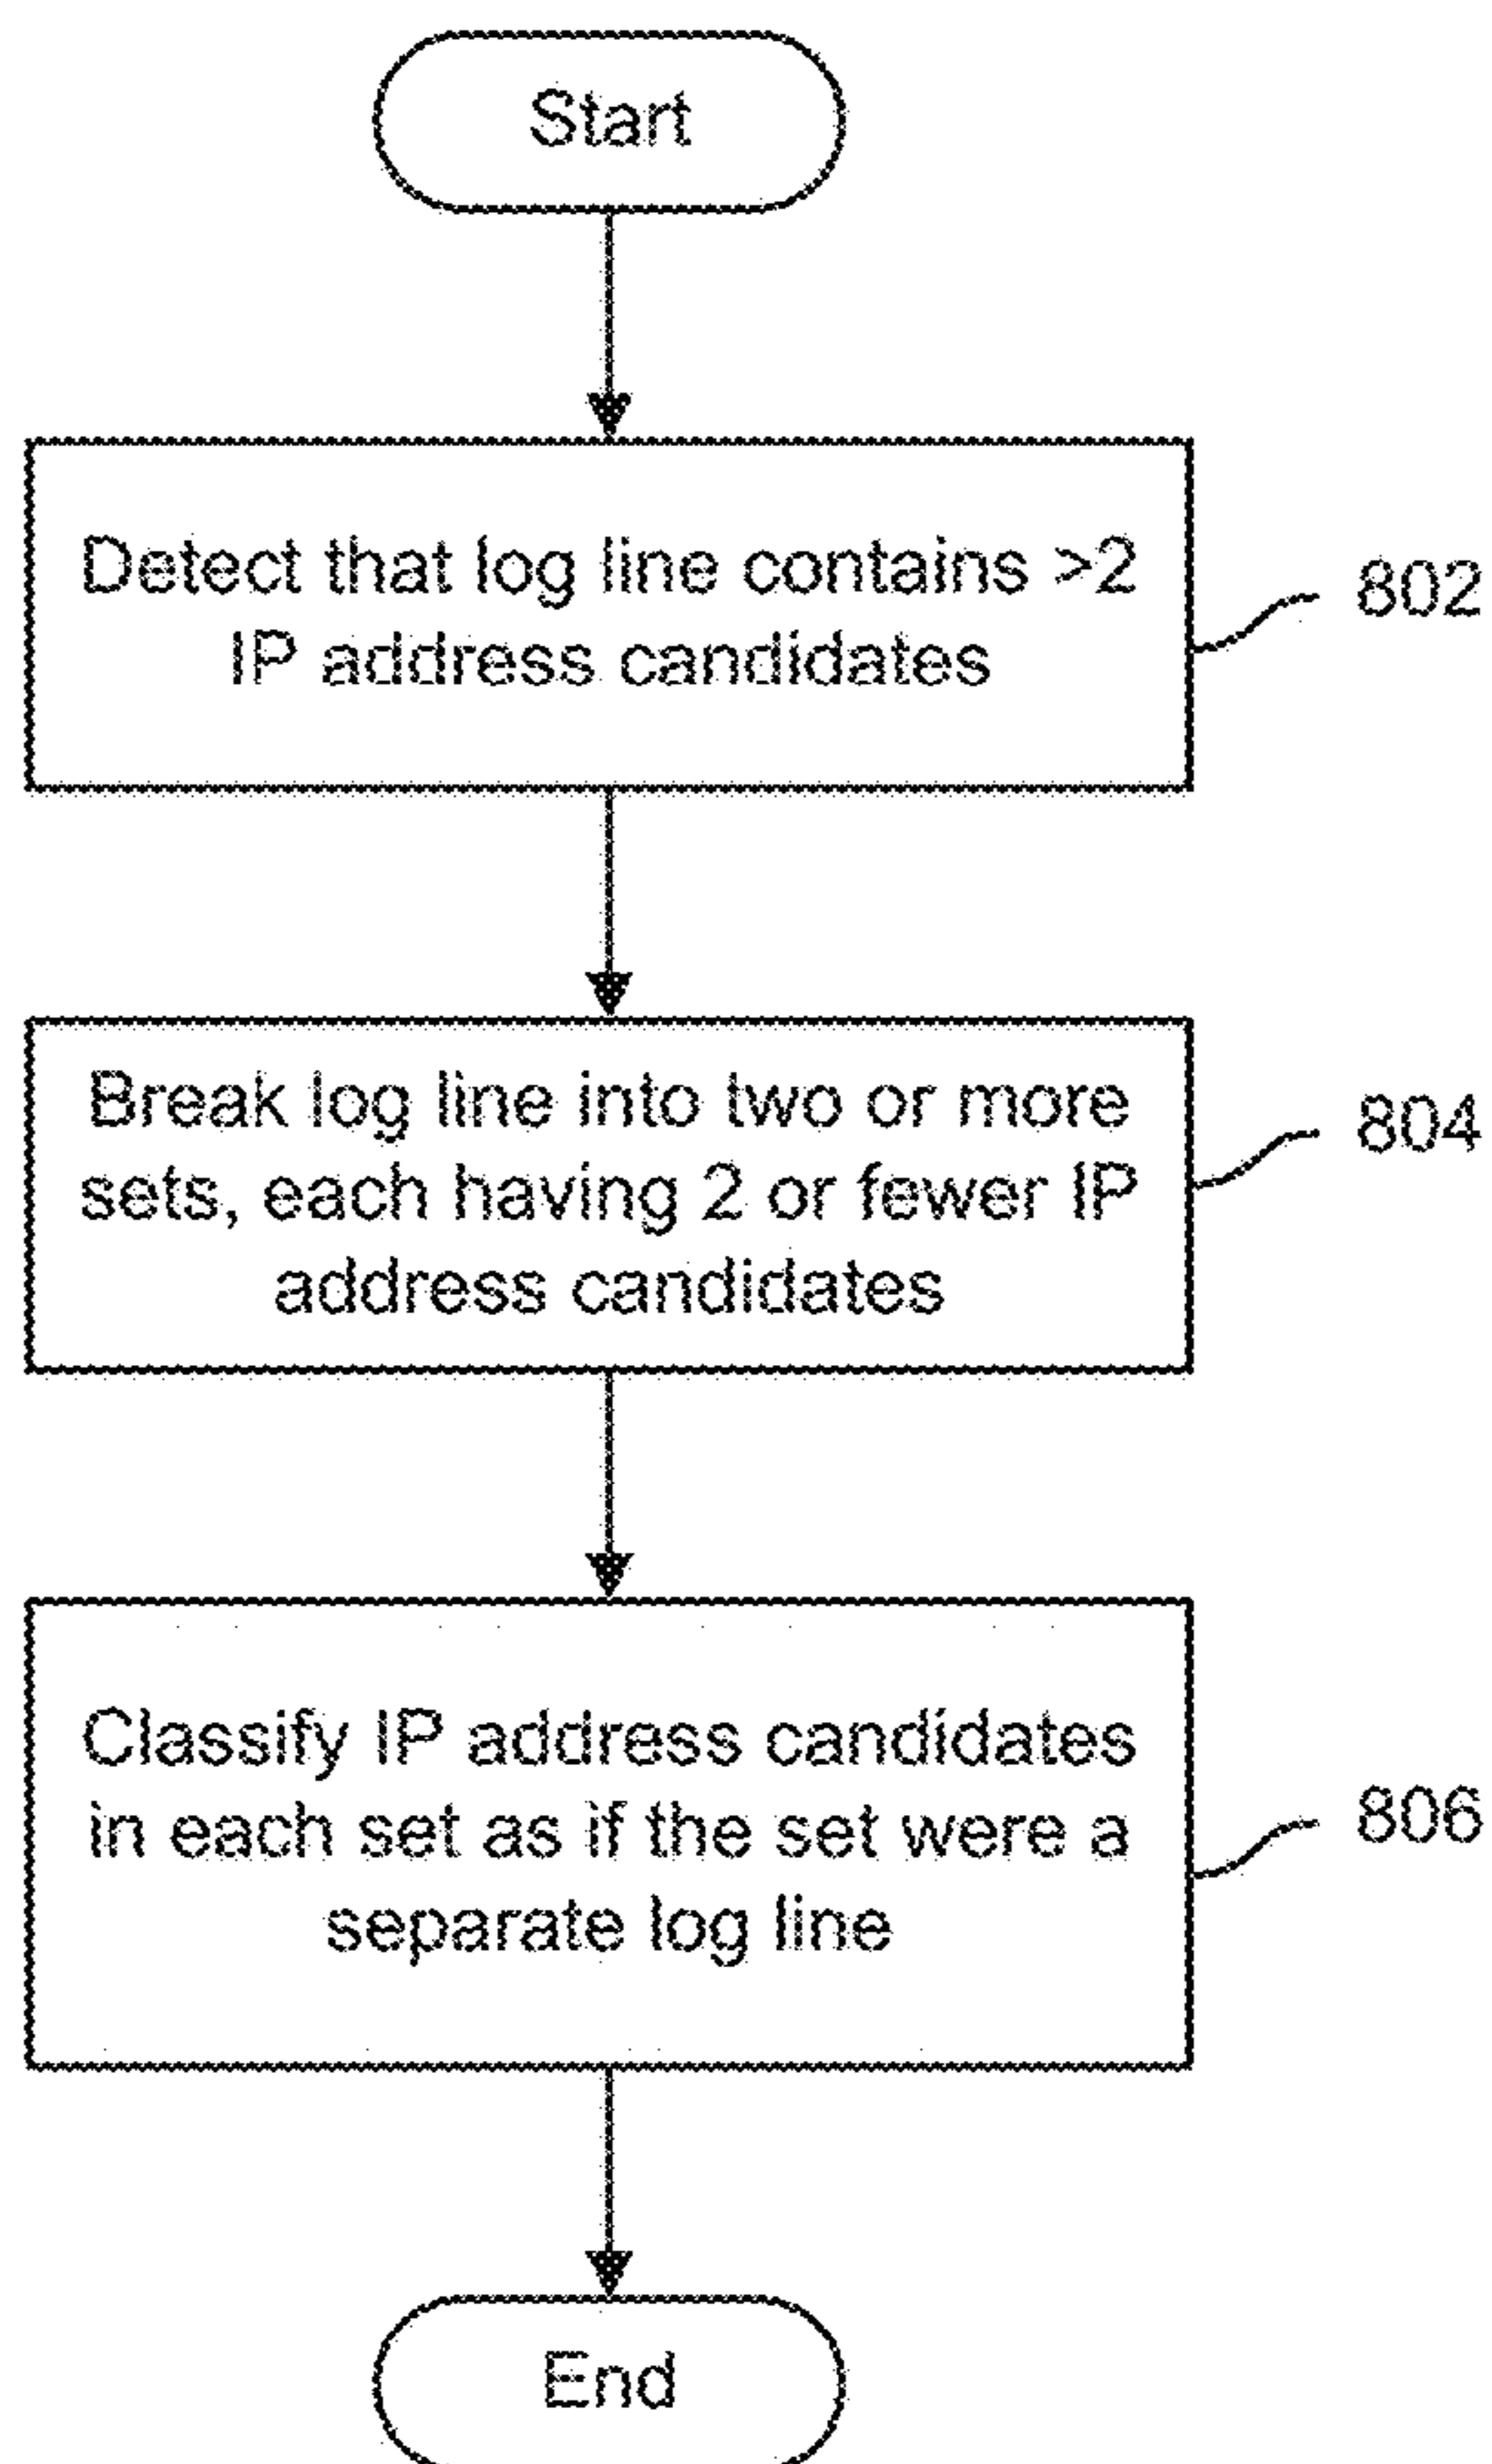 Start
Detect that log line contains >2
IP address candidates
802
Break log line into two or more
sets, each having 2 or fewer IP
address candidates
804
Classify IP address candidates
in each set as if the set were a
separate log line
806
End